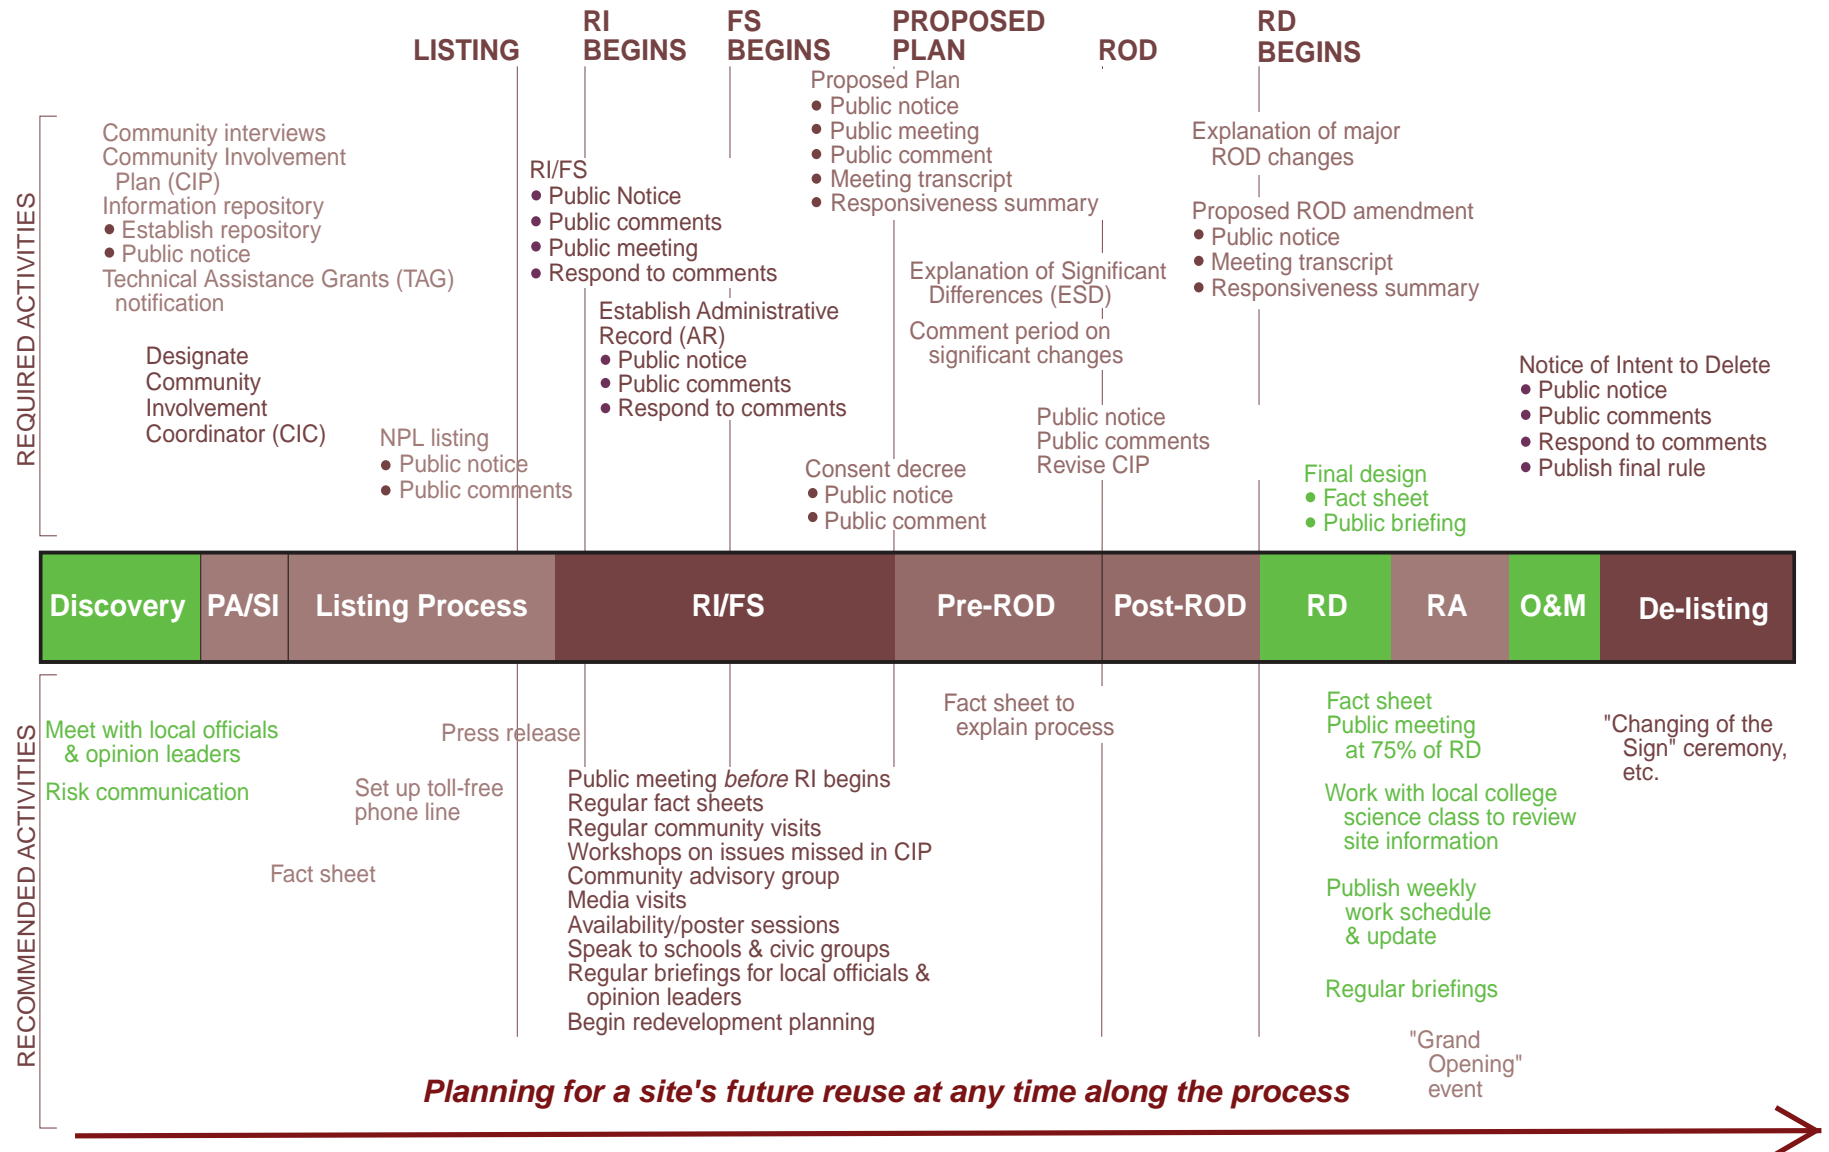 LISTING
RI
BEGINS
FS
BEGINS
PROPOSED
PLAN
ROD
RD
BEGINS
REQUIRED ACTIVITIES
Community interviews
Community Involvement
Plan (CIP)
Information repository
• Establish repository
• Public notice
Technical Assistance Grants (TAG)
notification
Designate
Community
Involvement
Coordinator (CIC)
NPL listing
• Public notice
• Public comments
RI/FS
• Public Notice
• Public comments
• Public meeting
• Respond to comments
Establish Administrative
Record (AR)
• Public notice
• Public comments
• Respond to comments
Proposed Plan
• Public notice
• Public meeting
• Public comment
• Meeting transcript
• Responsiveness summary
Explanation of Significant
Differences (ESD)
Comment period on
significant changes
Consent decree
• Public notice
• Public comment
Public notice
Public comments
Revise CIP
Explanation of major
ROD changes
Proposed ROD amendment
• Public notice
• Meeting transcript
• Responsiveness summary
Final design
• Fact sheet
• Public briefing
Notice of Intent to Delete
• Public notice
• Public comments
• Respond to comments
• Publish final rule
Discovery
PA/SI
Listing Process
RI/FS
Pre-ROD
Post-ROD
RD
RA
O&M
De-listing
RECOMMENDED ACTIVITIES
Meet with local officials
& opinion leaders
Risk communication
Fact sheet
Set up toll-free
phone line
Press release
Public meeting before RI begins
Regular fact sheets
Regular community visits
Workshops on issues missed in CIP
Community advisory group
Media visits
Availability/poster sessions
Speak to schools & civic groups
Regular briefings for local officials &
opinion leaders
Begin redevelopment planning
Fact sheet to
explain process
Fact sheet
Public meeting
at 75% of RD
Work with local college
science class to review
site information
Publish weekly
work schedule
& update
Regular briefings
"Grand
Opening"
event
"Changing of the
Sign" ceremony,
etc.
Planning for a site's future reuse at any time along the process